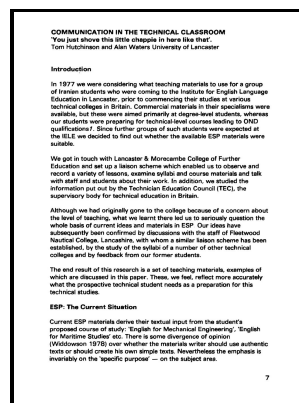 COMMUNICATION IN THE TECHNICAL CLASSROOM
'You just shove this little chappie in here like that'.
Tom Hutchinson and Alan Waters University of Lancaster
Introduction
In 1977 we were considering what teaching materials to use for a group
of Iranian students who were coming to the Institute for English Language
Education in Lancaster, prior to commencing their studies at various
technical colleges in Britain. Commercial materials in their specialisms were
available, but these were aimed primarily at degree-level students, whereas
our students were preparing for technical-level courses leading to OND
qualifications1. Since further groups of such students were expected at
the IELE we decided to find out whether the available ESP materials were
suitable.
We got in touch with Lancaster & Morecambe College of Further
Education and set up a liaison scheme which enabled us to observe and
record a variety of lessons, examine syllabi and course materials and talk
with staff and students about their work. In addition, we studied the
information put out by the Technician Education Council (TEC), the
supervisory body for technical education in Britain.
Although we had originally gone to the college because of a concern about
the level of teaching, what we learnt there led us to seriously question the
whole basis of current ideas and materials in ESP Our ideas have
subsequently been confirmed by discussions with the staff of Fleetwood
Nautical College, Lancashire, with whom a similar liaison scheme has been
established, by the study of the syllabi of a number of other technical
colleges and by feedback from our former students.
The end result of this research is a set of teaching materials, examples of
which are discussed in this paper. These, we feel, reflect more accurately
what the prospective technical student needs as a preparation for this
technical studies.
ESP: The Current Situation
Current ESP materials derive their textual input from the student's
proposed course of study: 'English for Mechanical Engineering', 'English
for Maritime Studies' etc. There is some divergence of opinion
(Widdowson 1978) over whether the materials writer should use authentic
texts or should create his own simple texts. Nevertheless the emphasis is
invariably on the 'specific purpose' — on the subject area.
7